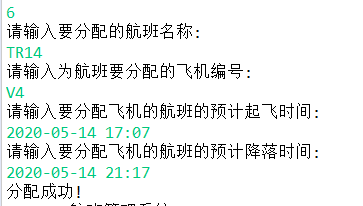 6
请输入要分配的航班名称:
TR14
请输入为航班要分配的飞机编号:
V4
请输入要分配飞机的航班的预计起飞时间:
2020-05-14 17:07
请输入要分配飞机的航班的预计降落时间:
2020-05-14 21:17
分配成功!